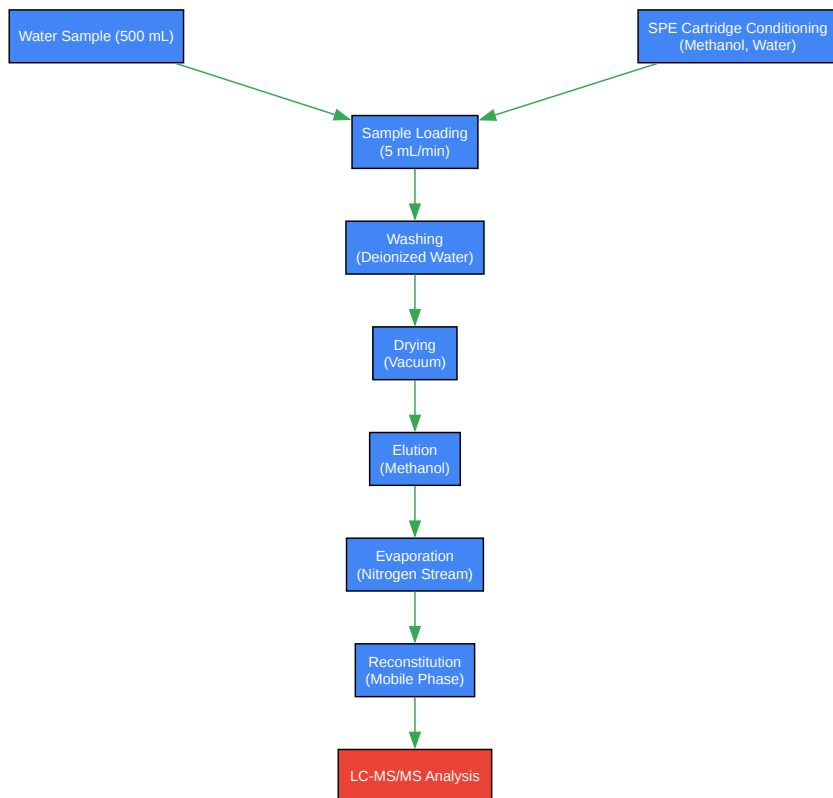 Water Sample (500 mL)
SPE Cartridge Conditioning
(Methanol, Water)
Sample Loading
(5 mL/min)
Washing
(Deionized Water)
Drying
(Vacuum)
Elution
(Methanol)
Evaporation
(Nitrogen Stream)
Reconstitution
(Mobile Phase)
LC-MS/MS Analysis